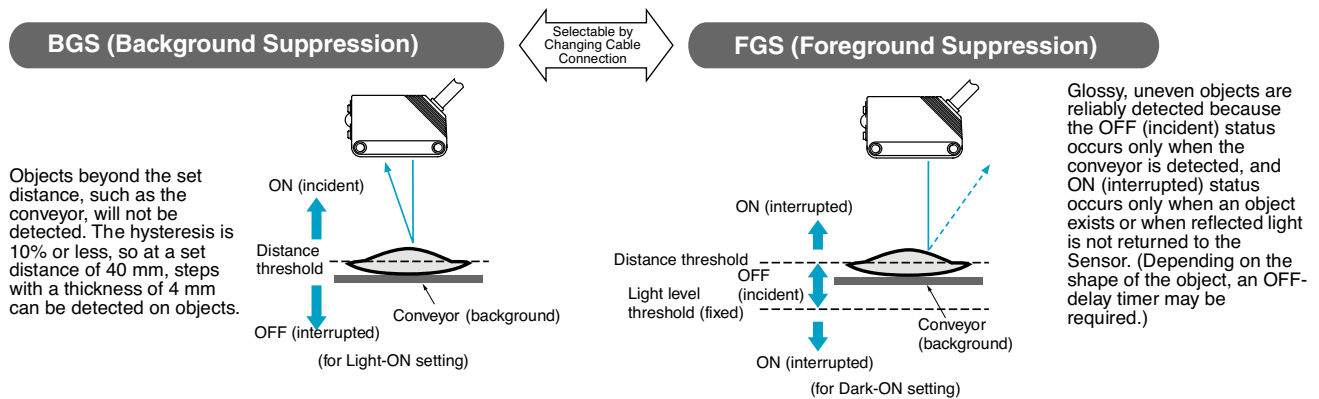 BGS (Background Suppression)
Selectable by
Changing Cable
Connection
FGS (Foreground Suppression)
Objects beyond the set
distance, such as the
conveyor, will not be
detected. The hysteresis is
10% or less, so at a set
distance of 40 mm, steps
with a thickness of 4 mm
can be detected on objects.
ON (incident)
Distance
threshold
OFF (interrupted)
Conveyor (background)
(for Light-ON setting)
ON (interrupted)
Distance threshold
OFF
(incident)
Light level
threshold (fixed)
Conveyor
(background)
ON (interrupted)
(for Dark-ON setting)
Glossy, uneven objects are
reliably detected because
the OFF (incident) status
occurs only when the
conveyor is detected, and
ON (interrupted) status
occurs only when an object
exists or when reflected light
is not returned to the
Sensor. (Depending on the
shape of the object, an OFF-
delay timer may be
required.)